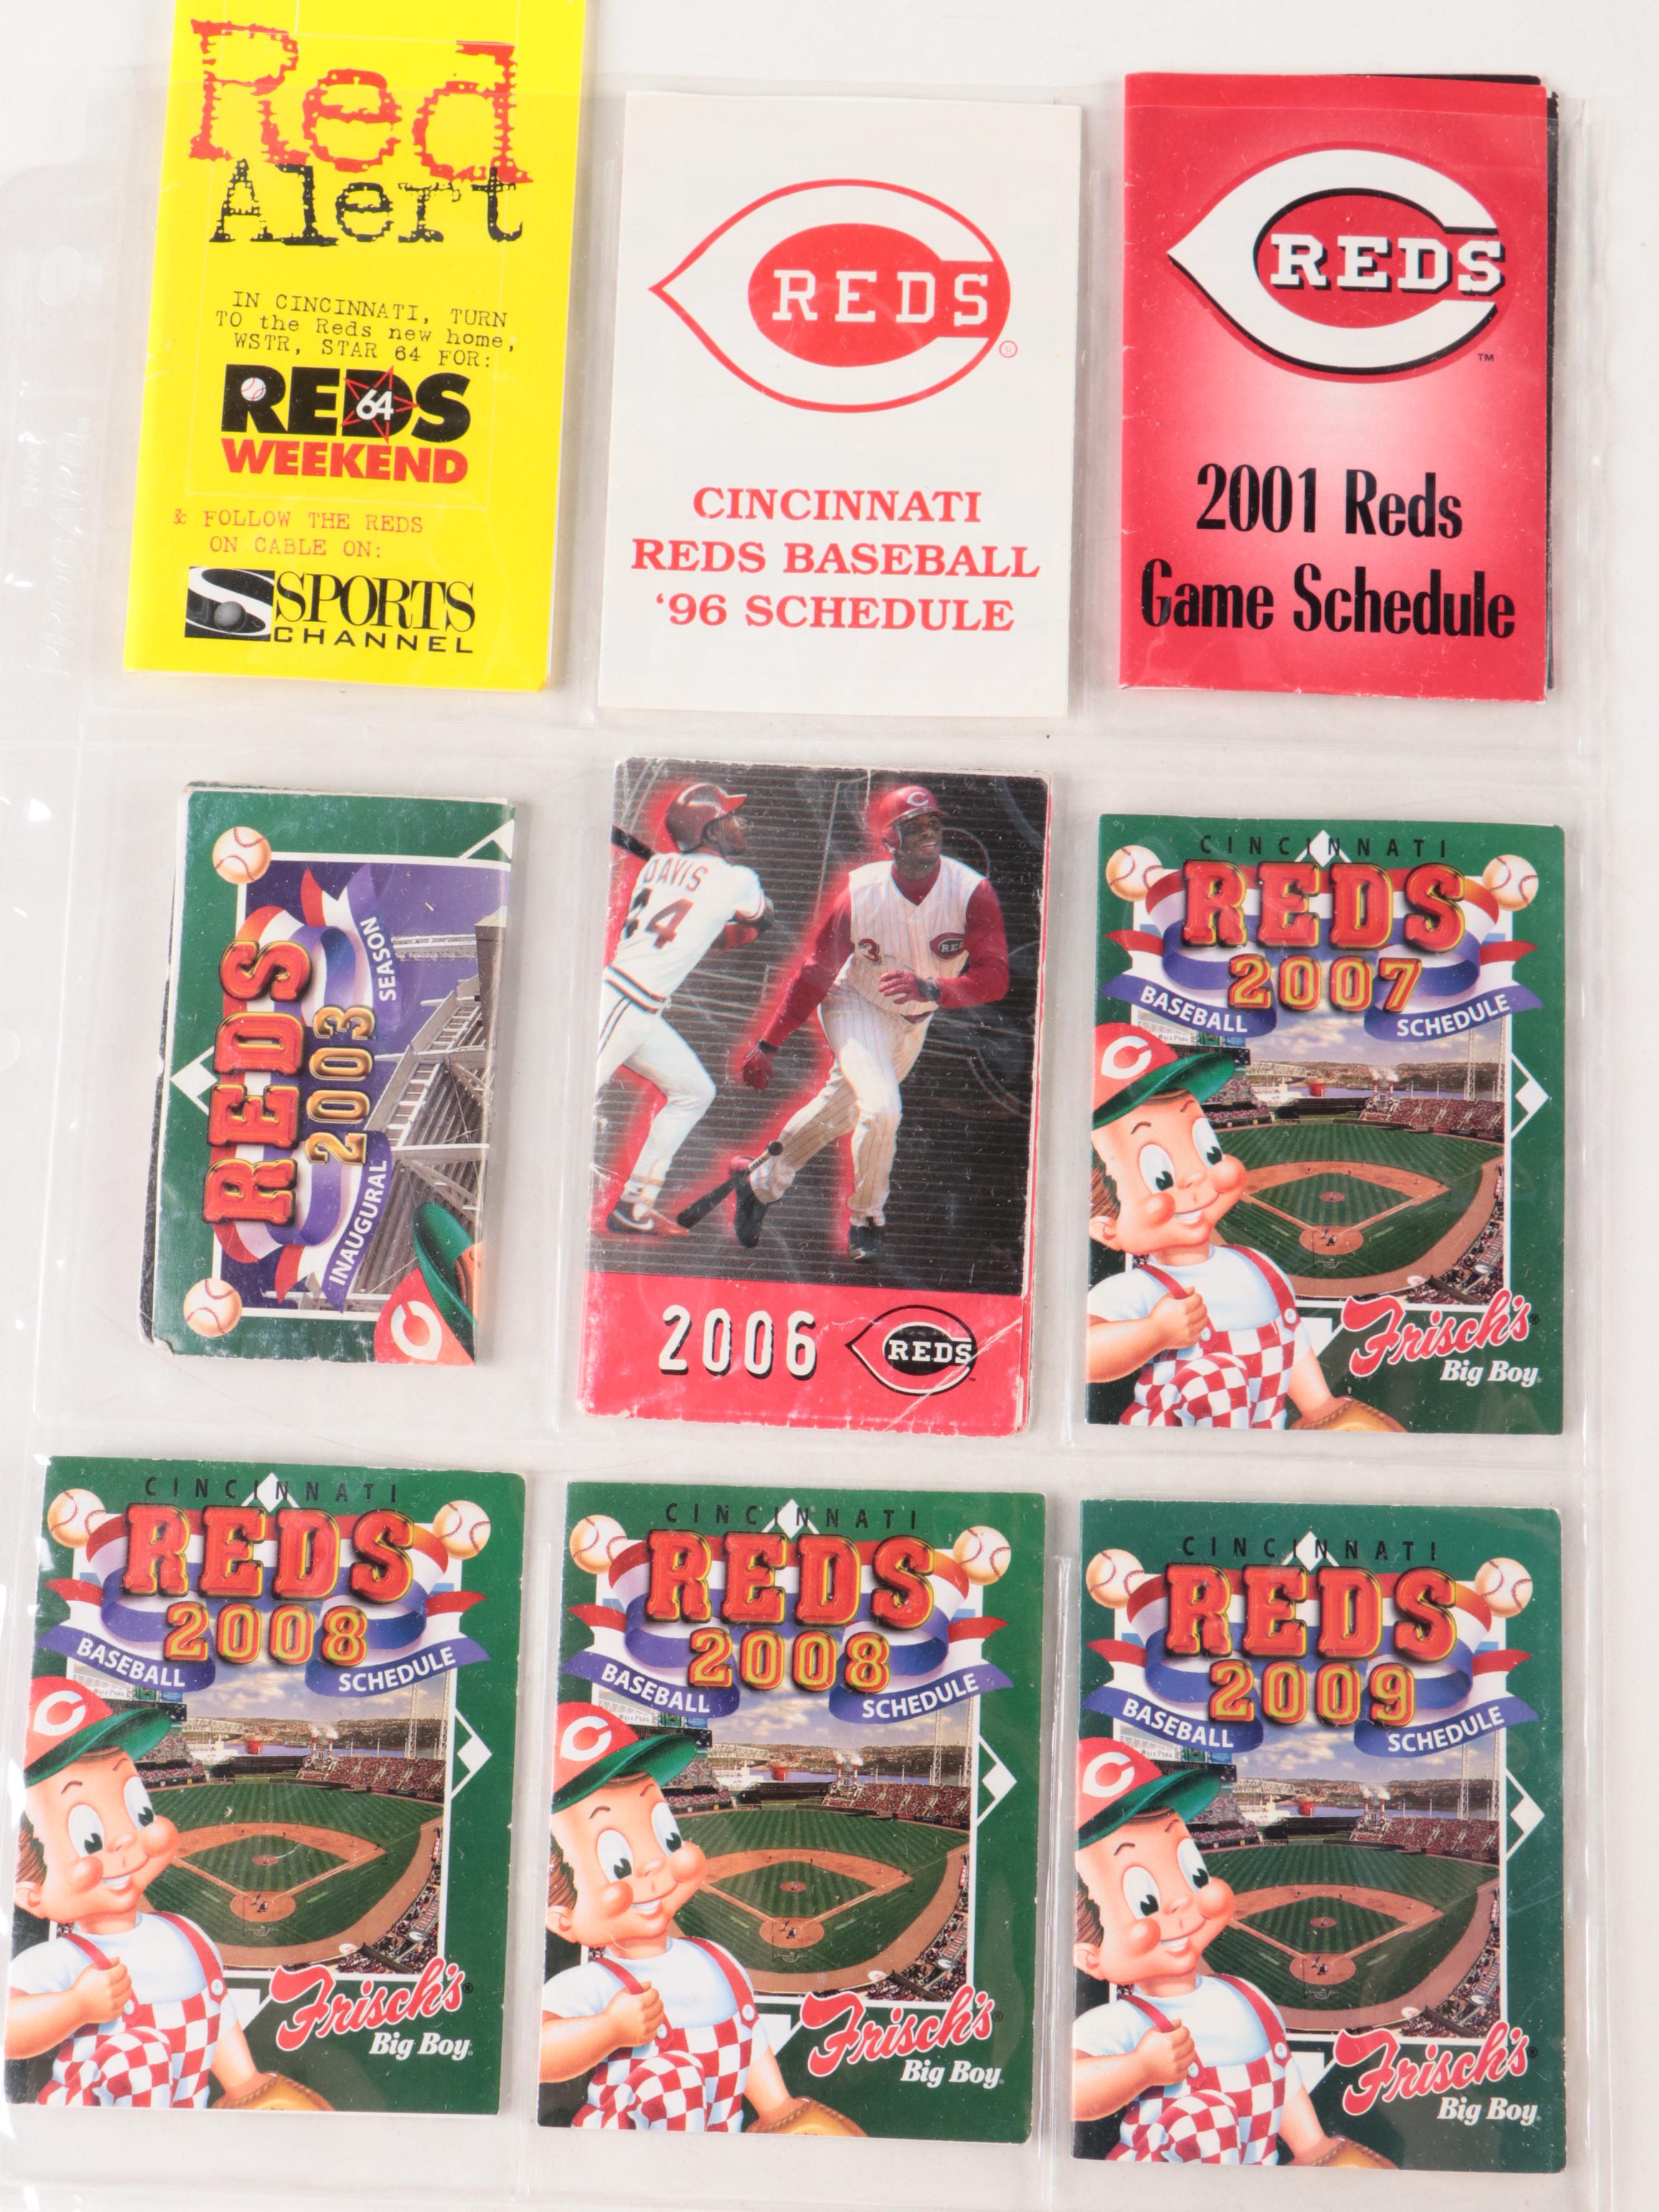 Red
Alert
IN CINCINNATI, TURN
TO the Reds new home,
WSTR, STAR 64 FOR:
REDS
64
WEEKEND
& FOLLOW THE REDS
ON CABLE ON:
S SPORTS
CHANNEL
REDS
®
CINCINNATI
REDS BASEBALL
‘96 SCHEDULE
REDS
TM
2001 Reds
Game Schedule
REDS
2003
INAUGURAL SEASON
C
DAVIS
44
C
3
REDS
2006
REDS
CINCINNATI
REDS
2007
BASEBALL SCHEDULE
C
Frisch's®
Big Boy®
CINCINNATI
REDS
2008
BASEBALL SCHEDULE
C
Frisch's®
Big Boy®
CINCINNATI
REDS
2008
BASEBALL SCHEDULE
C
Frisch's®
Big Boy®
CINCINNATI
REDS
2009
BASEBALL SCHEDULE
C
Frisch's®
Big Boy®